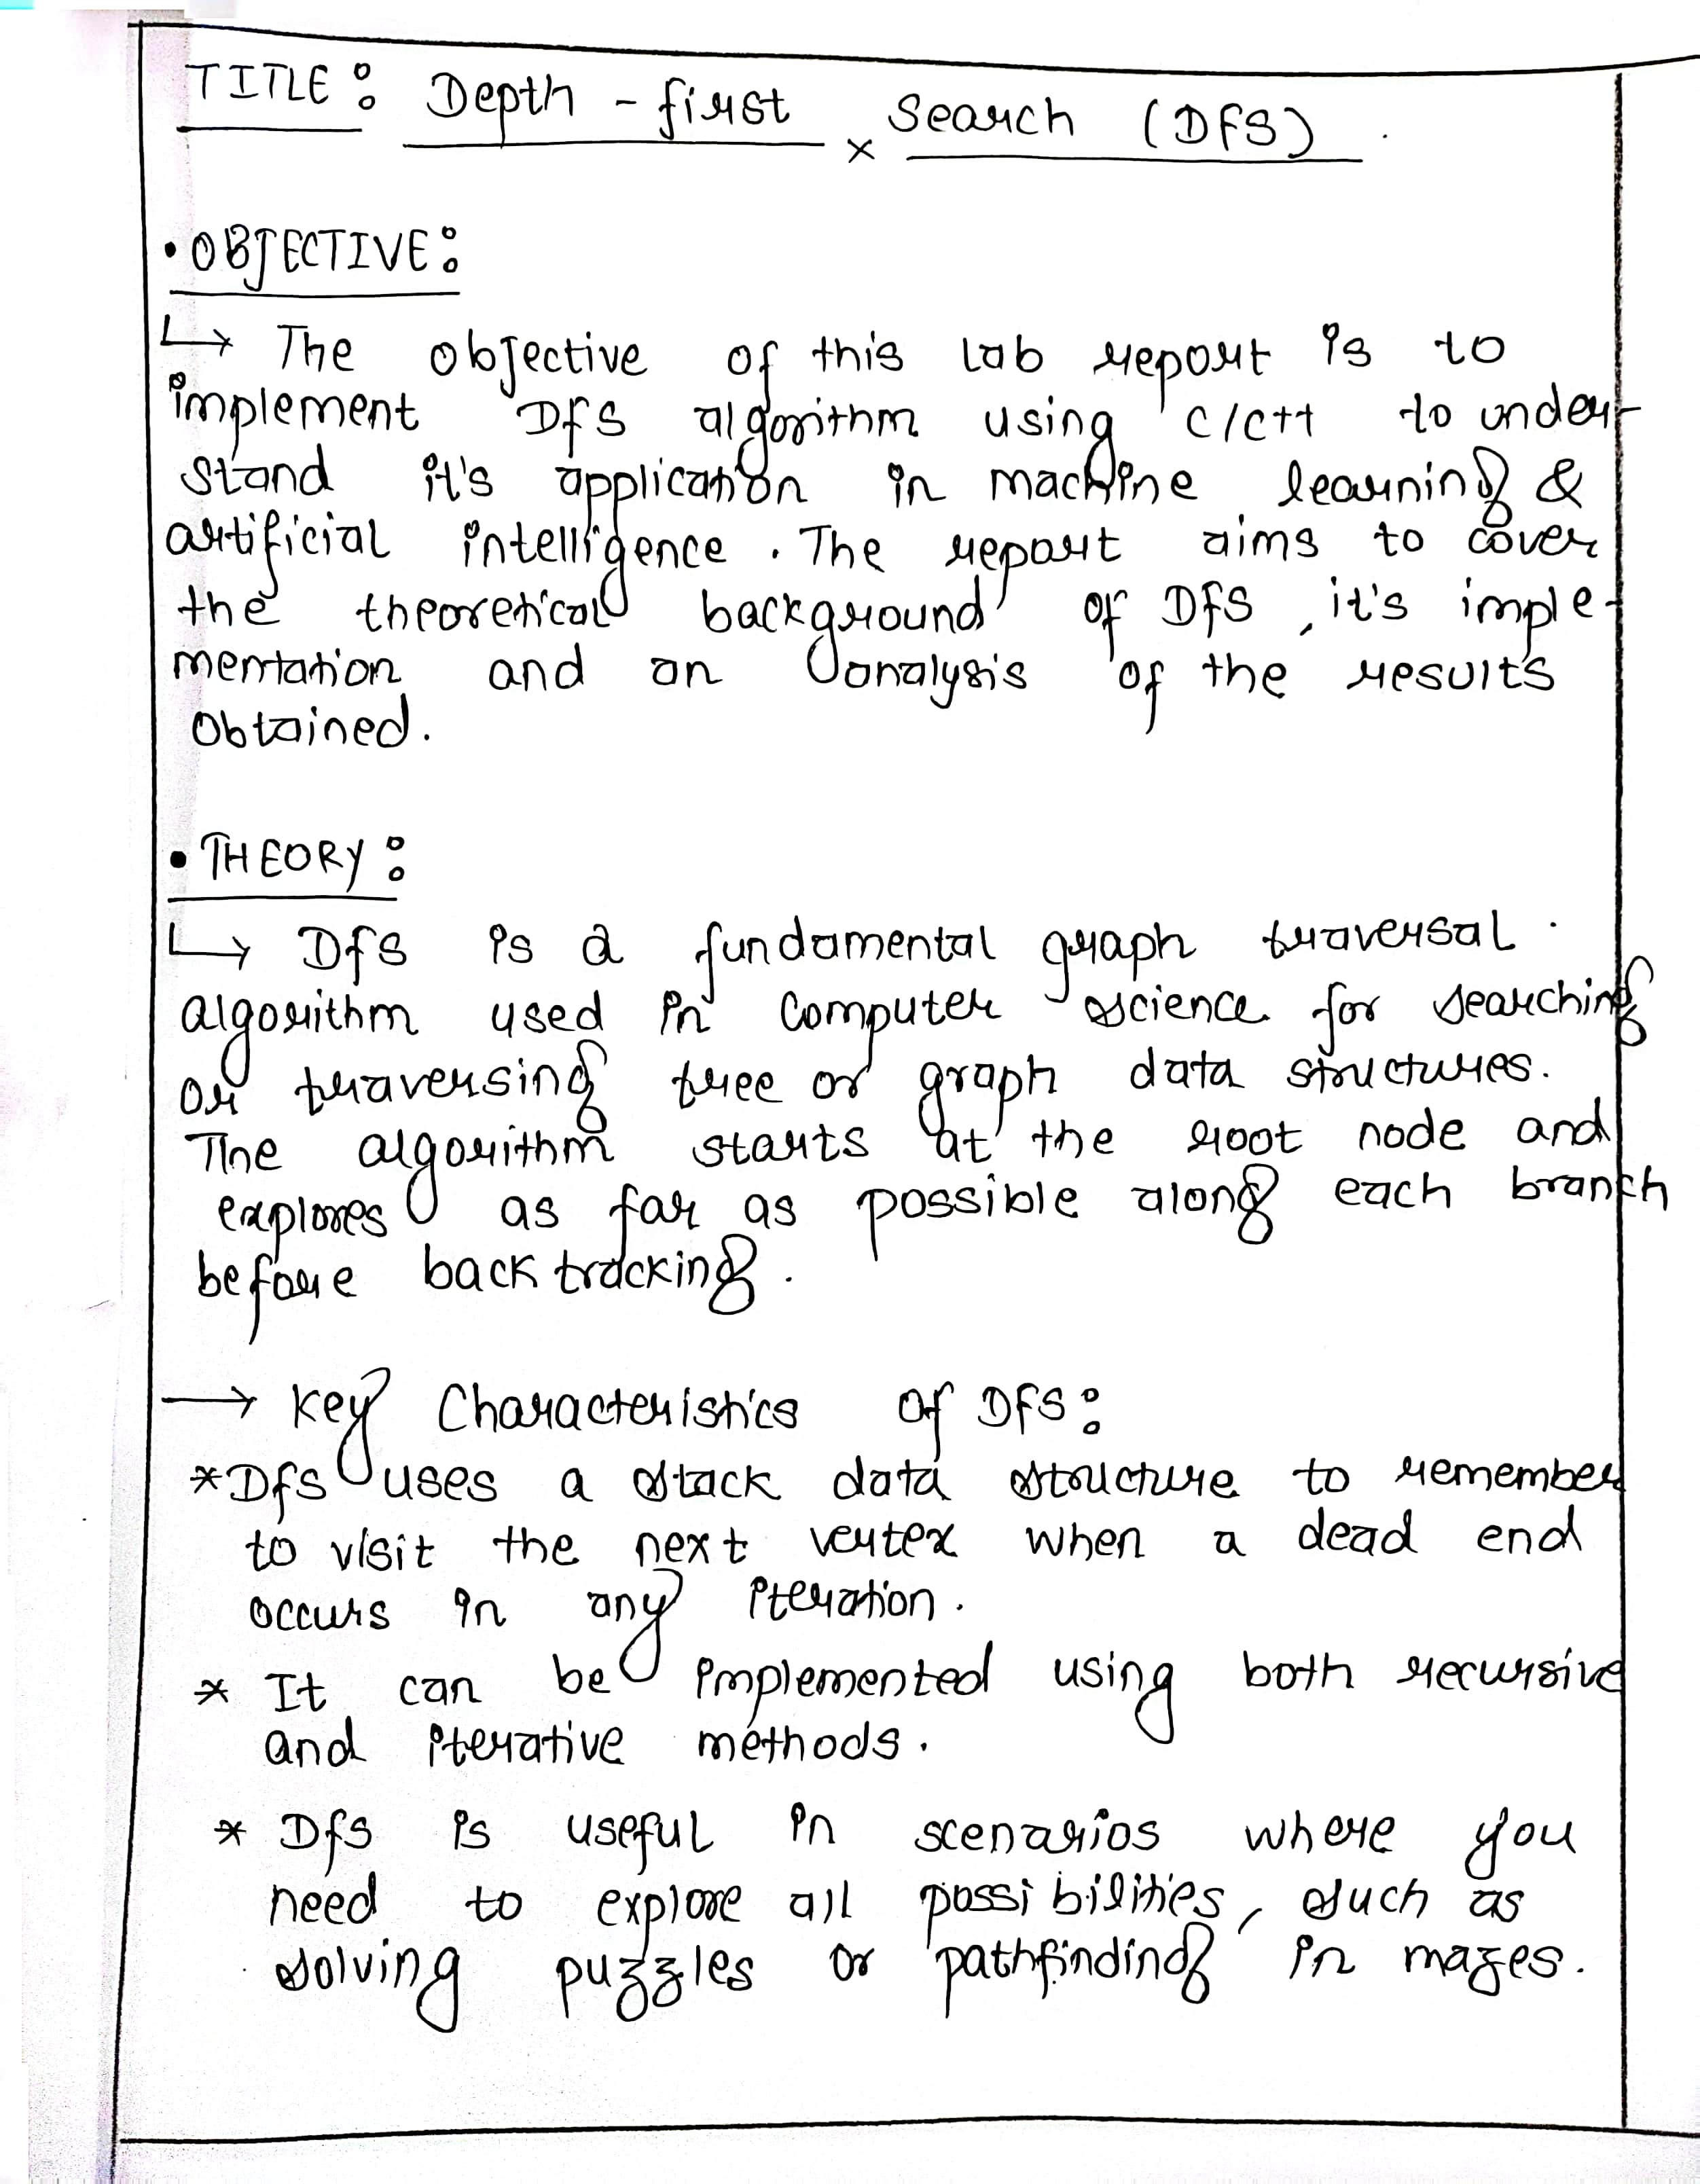 TITLE: Depth - first x Search (DFS).
• OBJECTIVE:
↳ The objective of this lab report is to
implement DFS algorithm using C/C++ to under-
stand it's application in machine learning &
artificial intelligence. The report aims to cover
the theoretical background of DFS, it's imple-
mentation and an analysis of the results
obtained.
• THEORY:
↳ Dfs is a fundamental graph traversal
algorithm used in computer science for searching
or traversing tree or graph data structures.
The algorithm starts at the root node and
explores as far as possible along each branch
before backtracking.
→ Key Characteristics of DFS:
* Dfs uses a stack data structure to remember
to visit the next vertex when a dead end
occurs in any iteration.
* It can be implemented using both recursive
and iterative methods.
* Dfs is useful in scenarios where you
need to explore all possibilities, such as
solving puzzles or pathfinding in mazes.